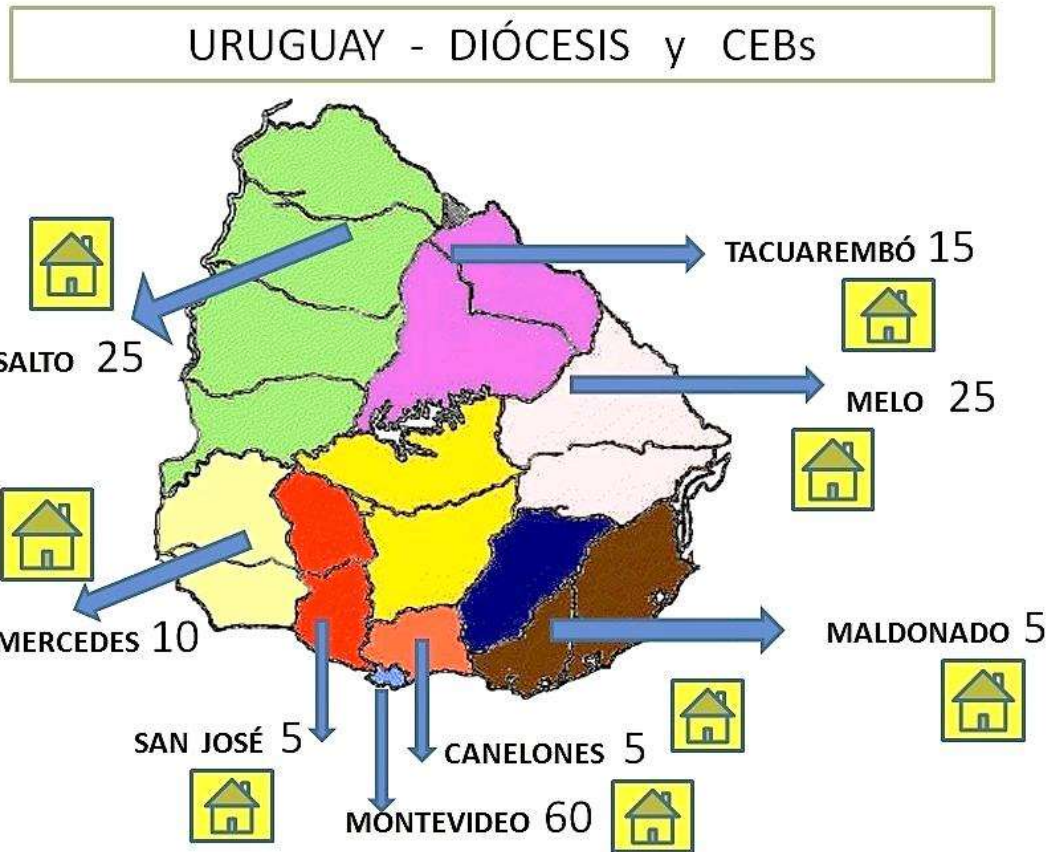 URUGUAY - DIÓCESIS y CEBs
TACUAREMBÓ 15
SALTO 25
MELO 25
MERCEDES 10
MALDONADO 5
SAN JOSÉ 5
CANELONES 5
MONTEVIDEO 60